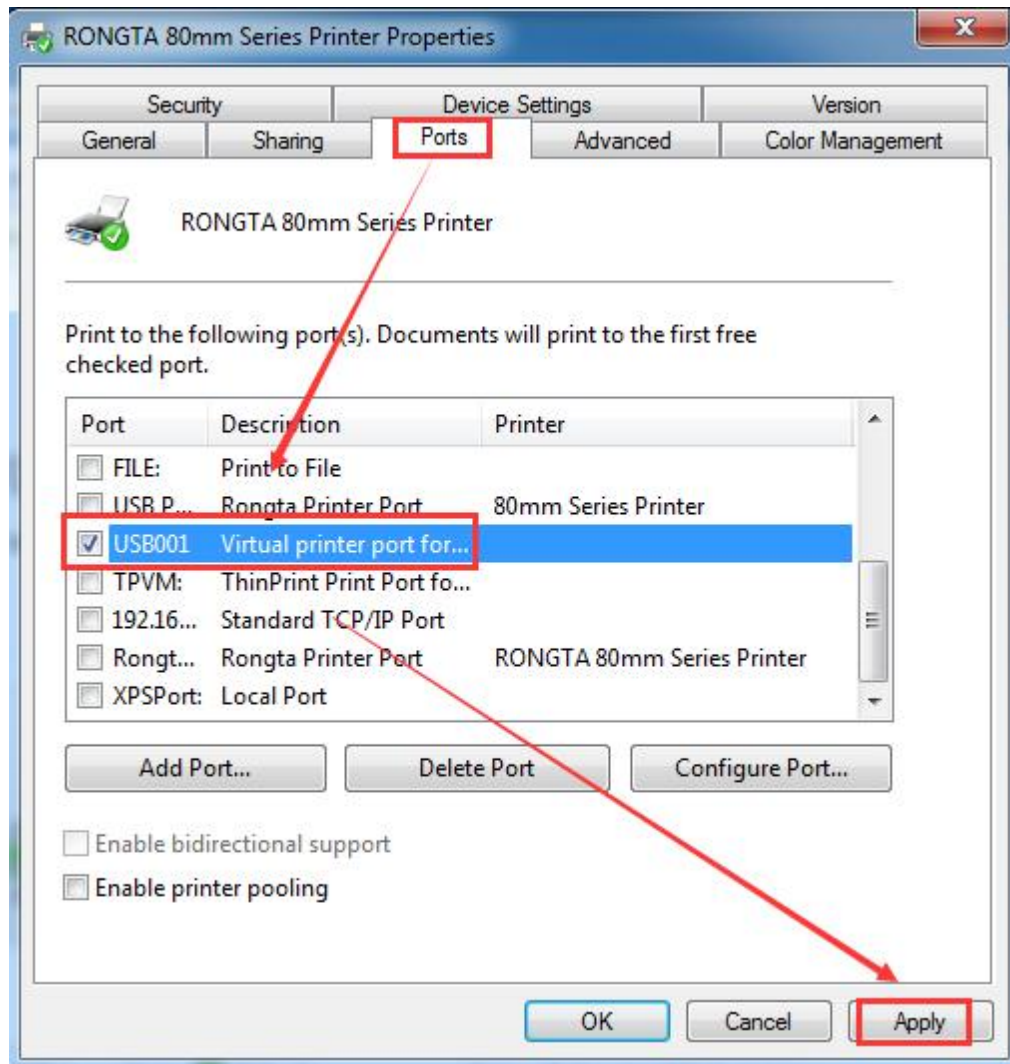 RONGTA 80mm Series Printer Properties
Security Device Settings Version
General Sharing Ports Advanced Color Management
RONGTA 80mm Series Printer
Print to the following port(s). Documents will print to the first free
checked port.
Port Description Printer
FILE: Print to File
USB P... Rongta Printer Port 80mm Series Printer
USB001 Virtual printer port for...
TPVM: ThinPrint Print Port fo...
192.16... Standard TCP/IP Port
Rongt... Rongta Printer Port RONGTA 80mm Series Printer
XPSPort: Local Port
Add Port... Delete Port Configure Port...
Enable bidirectional support
Enable printer pooling
OK Cancel Apply